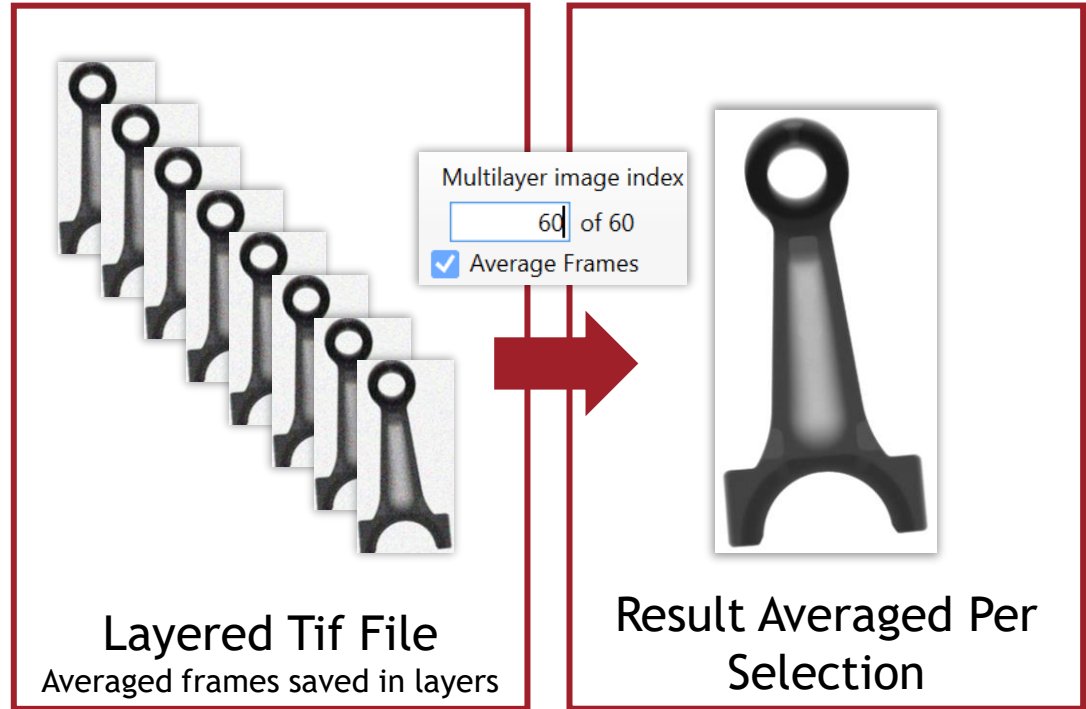 Multilayer image index
60 of 60
Average Frames
Layered Tif File
Averaged frames saved in layers
Result Averaged Per
Selection